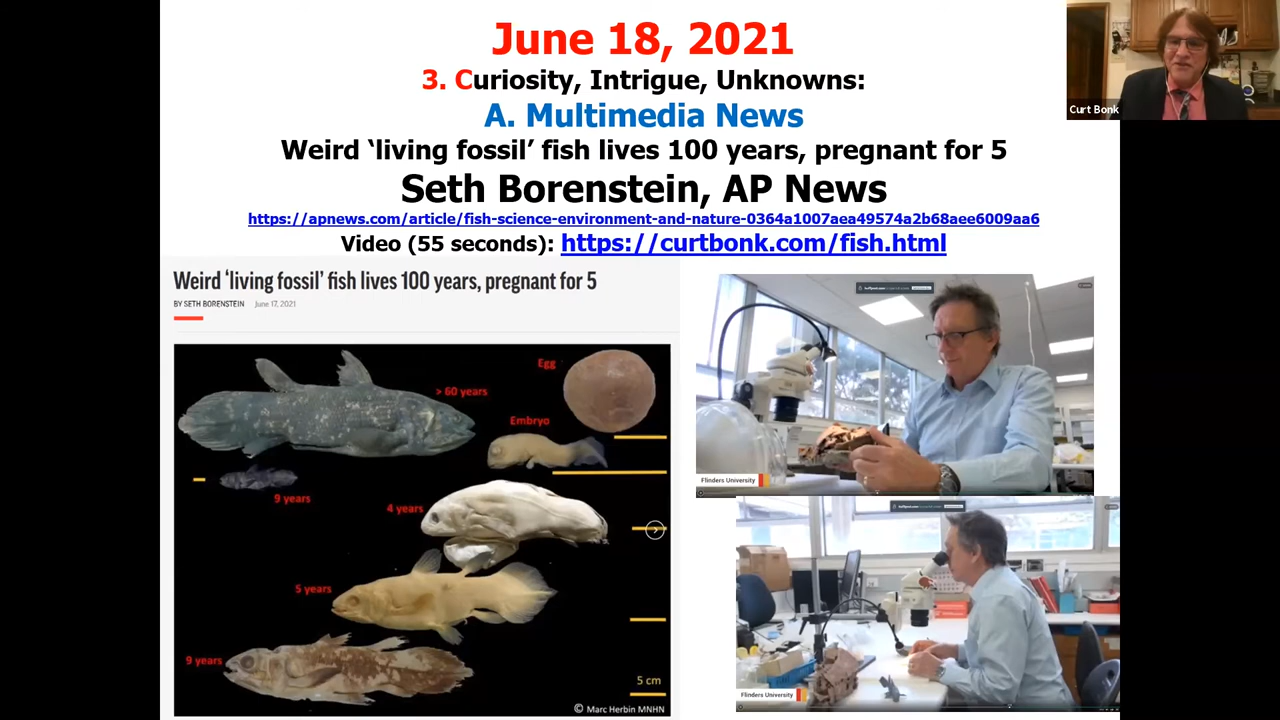 June 18, 2021
3. Curiosity, Intrigue, Unknowns:
A. Multimedia News
Weird ‘living fossil’ fish lives 100 years, pregnant for 5
Seth Borenstein, AP News
https://apnews.com/article/fish-science-environment-and-nature-0364a1007aea49574a2b68aee6009aa6
Video (55 seconds): https://curtbonk.com/fish.html
Curt Bonk
Weird ‘living fossil’ fish lives 100 years, pregnant for 5
BY SETH BORENSTEIN June 17, 2021
Egg
> 60 years
Embryo
9 years
4 years
5 years
9 years
5 cm
© Marc Herbin MNHN
Flinders University
Flinders University